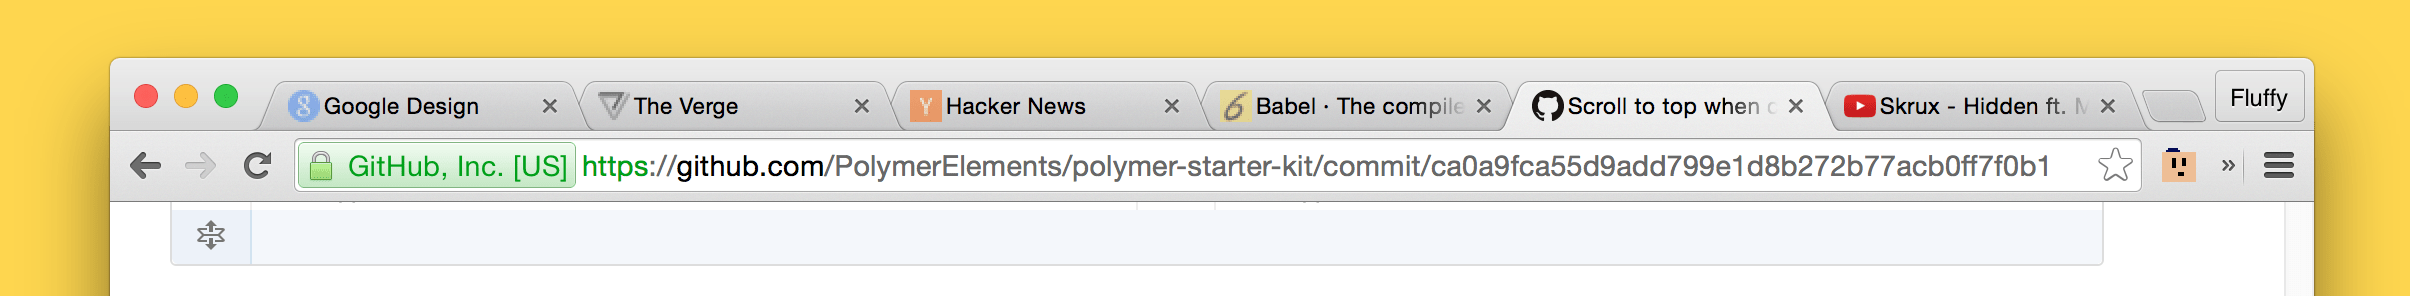 Google Design The Verge Hacker News Babel · The compile Scroll to top when Skrux - Hidden ft. M Fluffy
GitHub, Inc. [US] https://github.com/PolymerElements/polymer-starter-kit/commit/ca0a9fca55d9add799e1d8b272b77acb0ff7f0b1 »